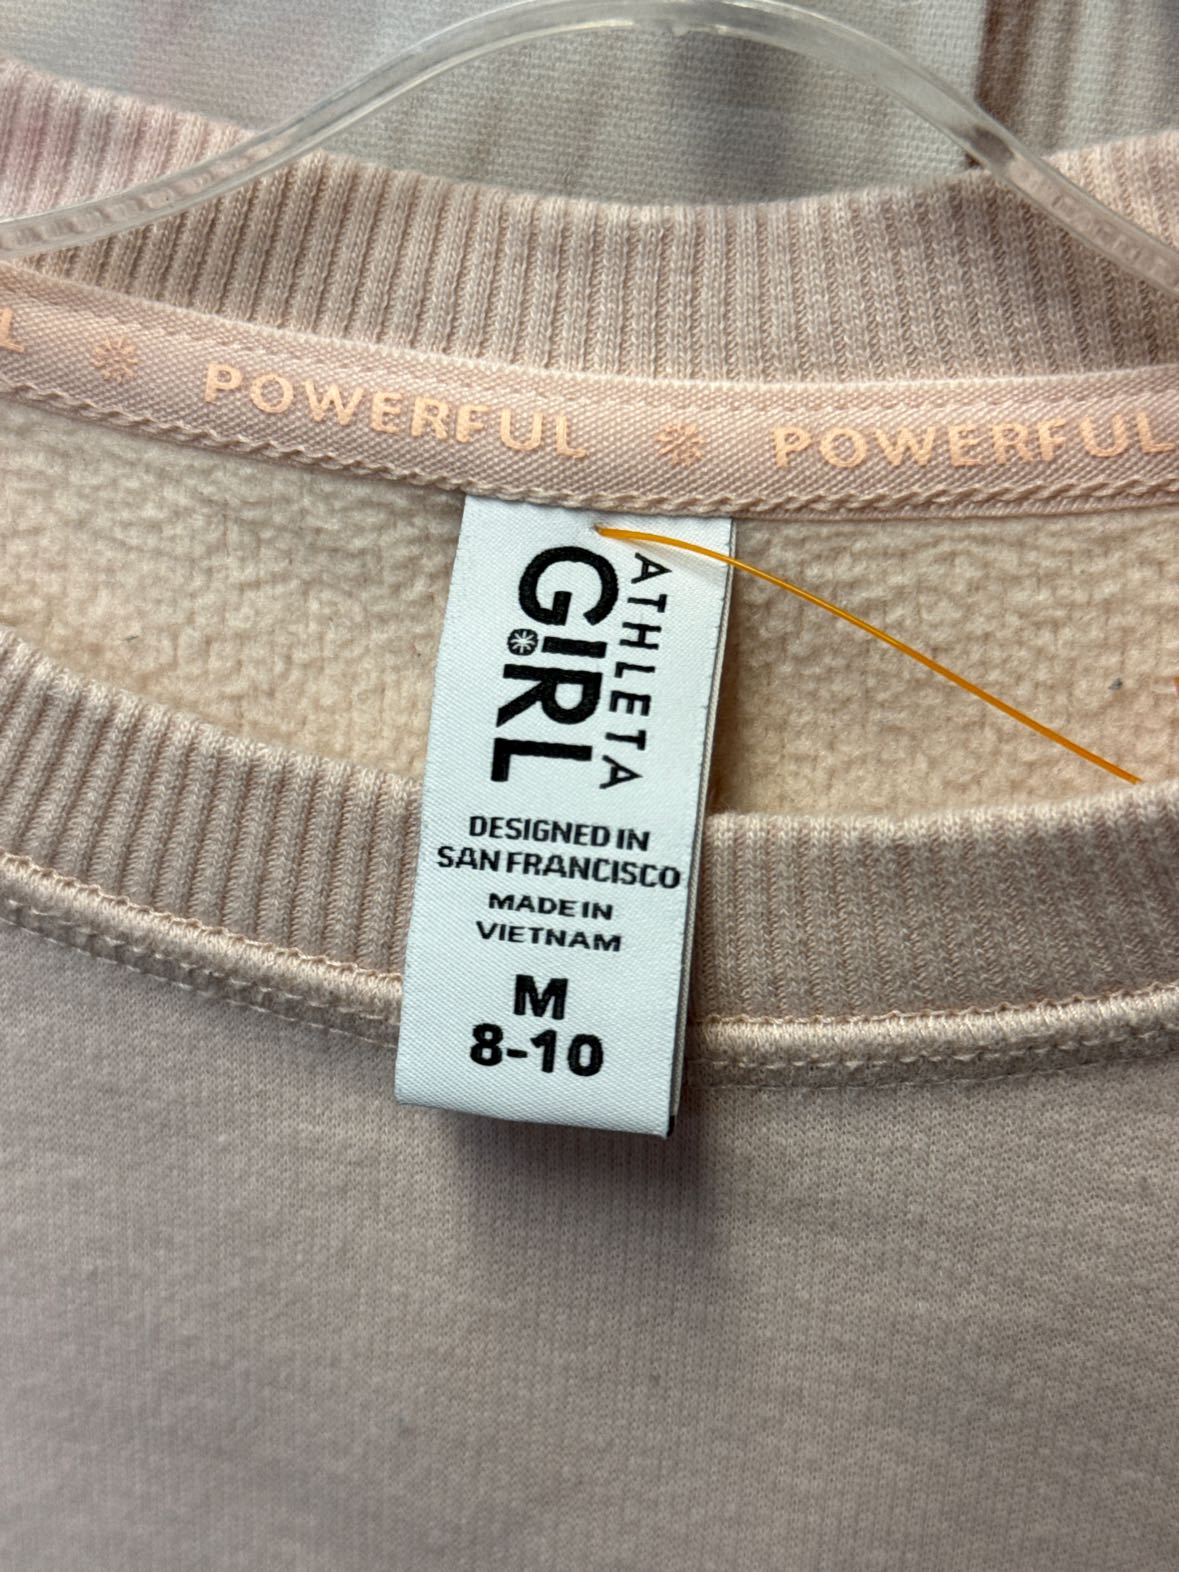 L POWERFUL POWERFUL
ATHLETA
GIRL
DESIGNED IN
SAN FRANCISCO
MADE IN
VIETNAM
M
8-10